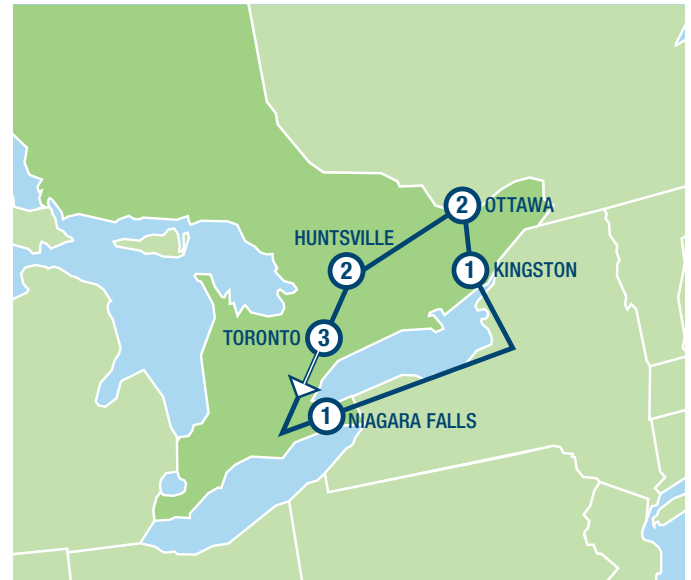 2 OTTAWA
HUNTSVILLE
2
1 KINGSTON
TORONTO 3
1 NIAGARA FALLS